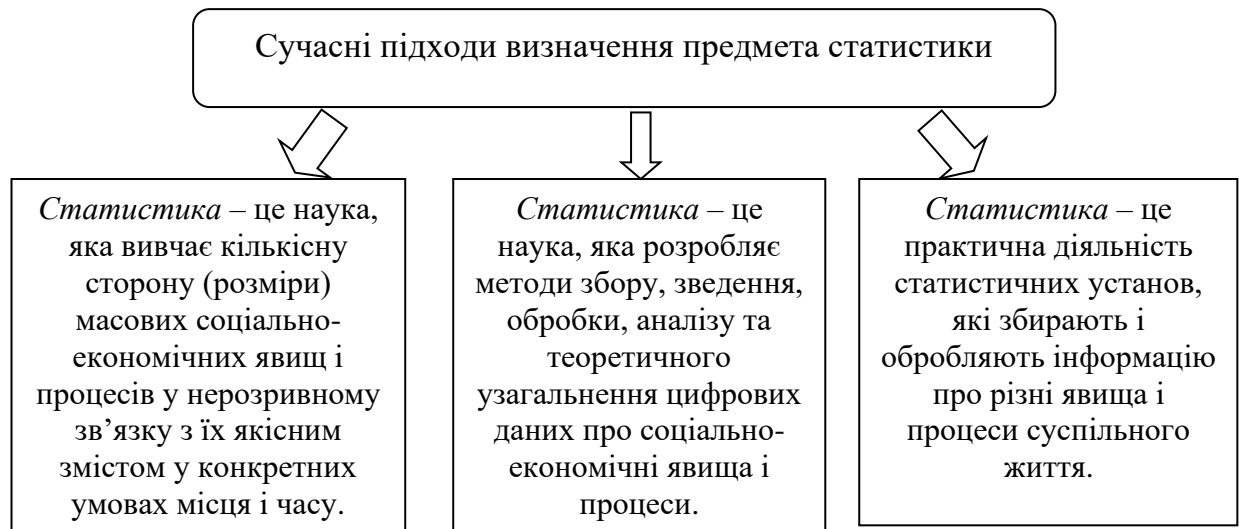 Сучасні підходи визначення предмета статистики
Статистика – це наука,
яка вивчає кількісну
сторону (розміри)
масових соціально-
економічних явищ і
процесів у нерозривному
зв’язку з їх якісним
змістом у конкретних
умовах місця і часу.
Статистика – це
наука, яка розробляє
методи збору, зведення,
обробки, аналізу та
теоретичного
узагальнення цифрових
даних про соціально-
економічні явища і
процеси.
Статистика – це
практична діяльність
статистичних установ,
які збирають і
обробляють інформацію
про різні явища і
процеси суспільного
життя.